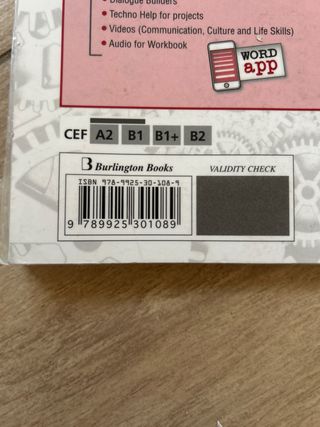 Dialogue Builders
• Techno Help for projects
• Videos (Communication, Culture and Life Skills)
• Audio for Workbook
WORD
app
CEF A2 B1 B1+ B2
B Burlington Books
VALIDITY CHECK
ISBN 978-9925-30-108-9
9 789925 301089